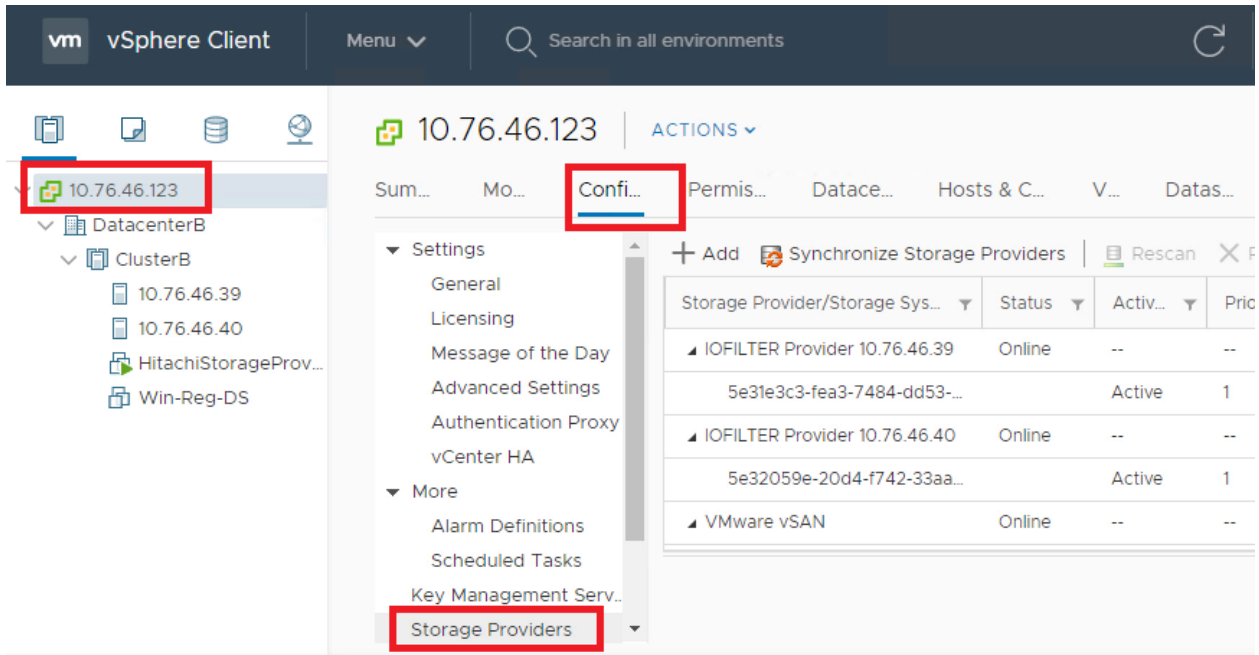 vm vSphere Client Menu Search in all environments
10.76.46.123 ACTIONS
10.76.46.123
DatacenterB
ClusterB
10.76.46.39
10.76.46.40
HitachiStorageProv...
Win-Reg-DS
Sum... Mo... Confi... Permis... Datace... Hosts & C... V... Datas...
Settings
General
Licensing
Message of the Day
Advanced Settings
Authentication Proxy
vCenter HA
More
Alarm Definitions
Scheduled Tasks
Key Management Serv..
Storage Providers
Add Synchronize Storage Providers Rescan
Storage Provider/Storage Sys... Status Activ... Prio
IOFILTER Provider 10.76.46.39 Online -- --
5e31e3c3-fea3-7484-dd53-... Active 1
IOFILTER Provider 10.76.46.40 Online -- --
5e32059e-20d4-f742-33aa... Active 1
VMware vSAN Online -- --